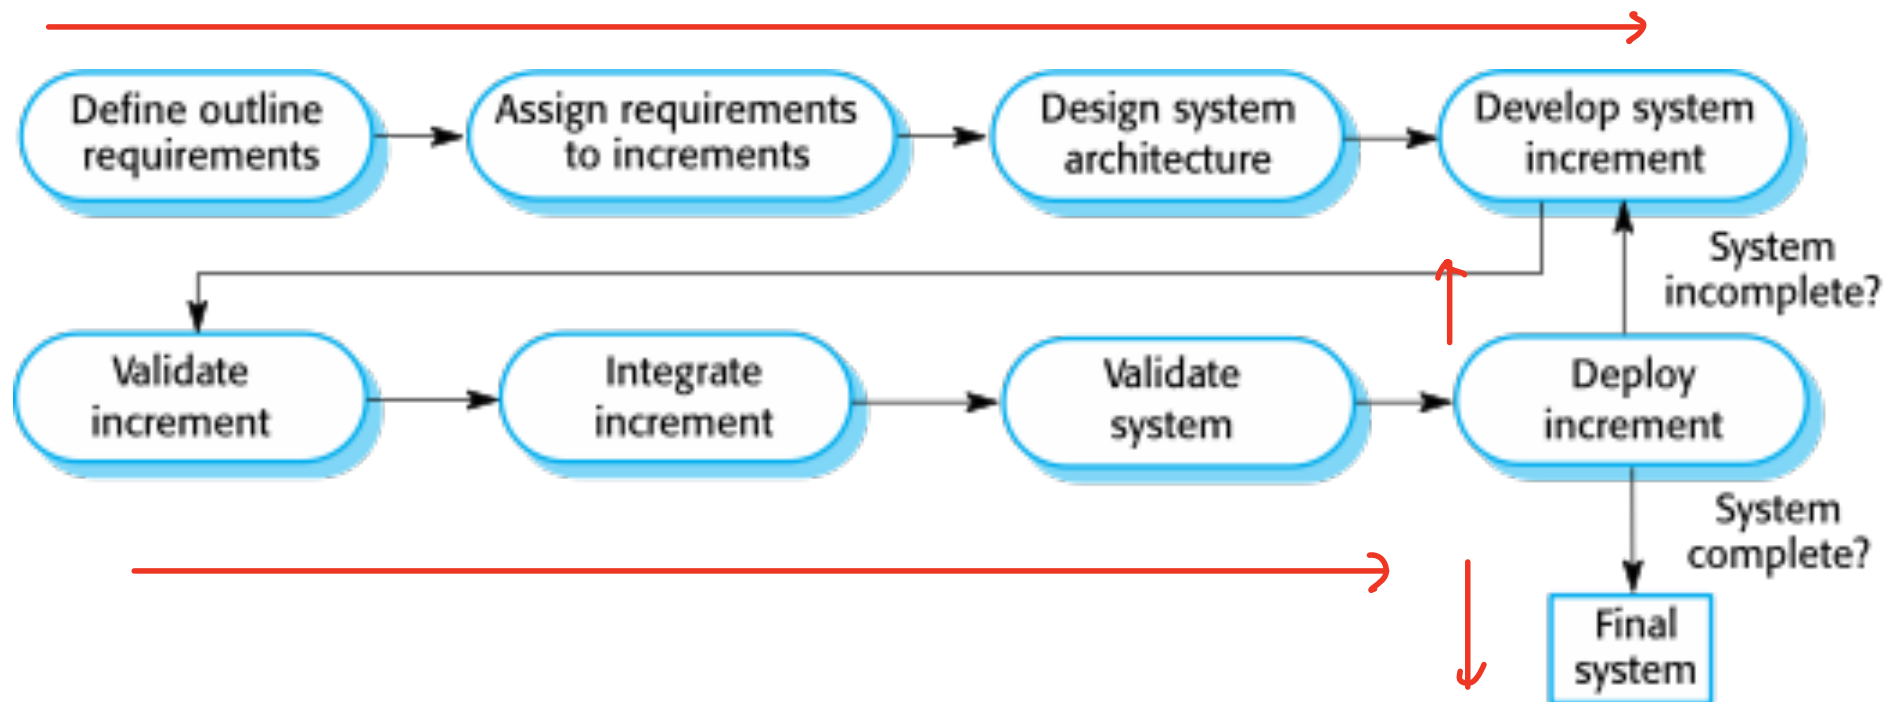 Define outline
requirements
Assign requirements
to increments
Design system
architecture
Develop system
increment
System
incomplete?
Validate
increment
Integrate
increment
Validate
system
Deploy
increment
System
complete?
Final
system